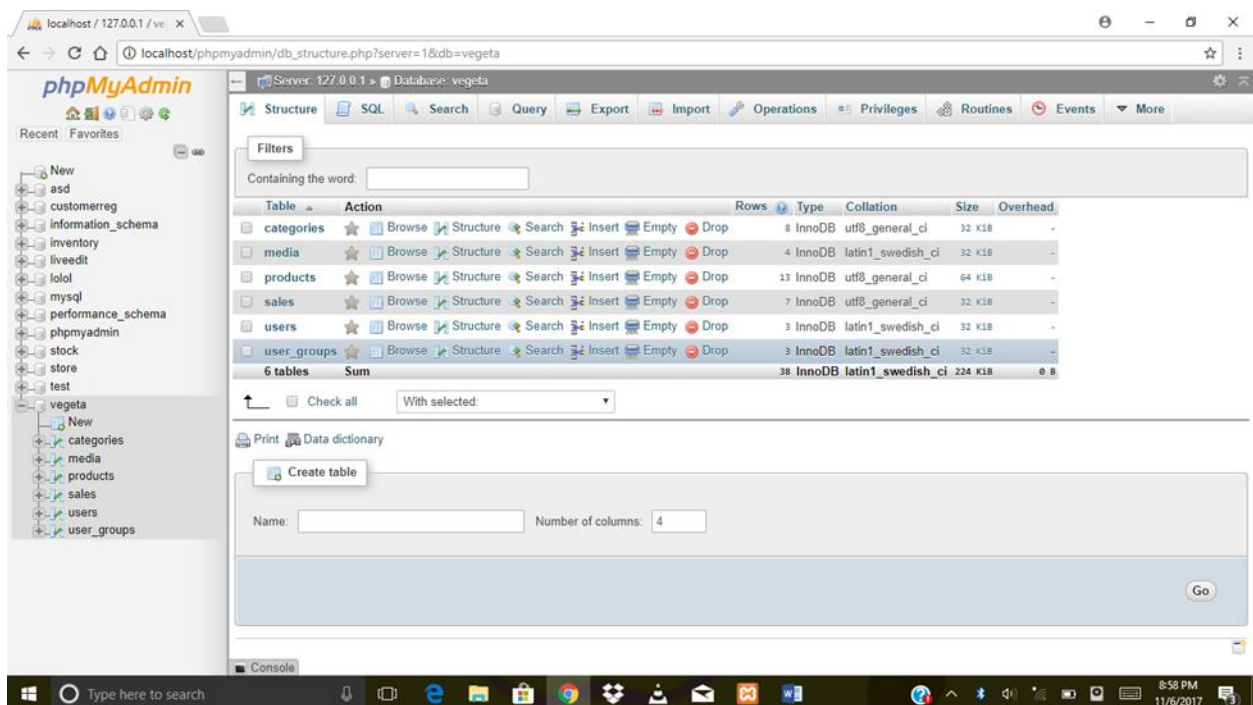 localhost / 127.0.0.1 / ve
localhost/phpmyadmin/db_structure.php?server=1&db=vegeta
phpMyAdmin
Recent Favorites
New
asd
customerreg
information_schema
inventory
liveedit
lolol
mysql
performance_schema
phpmyadmin
stock
store
test
vegeta
New
categories
media
products
sales
users
user_groups
Server: 127.0.0.1 » Database: vegeta
Structure SQL Search Query Export Import Operations Privileges Routines Events More
Filters
Containing the word:
Table Action Rows Type Collation Size Overhead
categories Browse Structure Search Insert Empty Drop 8 InnoDB utf8_general_ci 32 KiB -
media Browse Structure Search Insert Empty Drop 4 InnoDB latin1_swedish_ci 32 KiB -
products Browse Structure Search Insert Empty Drop 13 InnoDB utf8_general_ci 64 KiB -
sales Browse Structure Search Insert Empty Drop 7 InnoDB utf8_general_ci 32 KiB -
users Browse Structure Search Insert Empty Drop 3 InnoDB latin1_swedish_ci 32 KiB -
user_groups Browse Structure Search Insert Empty Drop 3 InnoDB latin1_swedish_ci 32 KiB -
6 tables Sum 38 InnoDB latin1_swedish_ci 224 KiB 0 B
Check all With selected:
Print Data dictionary
Create table
Name: Number of columns: 4
Go
Console
Type here to search
8:58 PM
11/6/2017